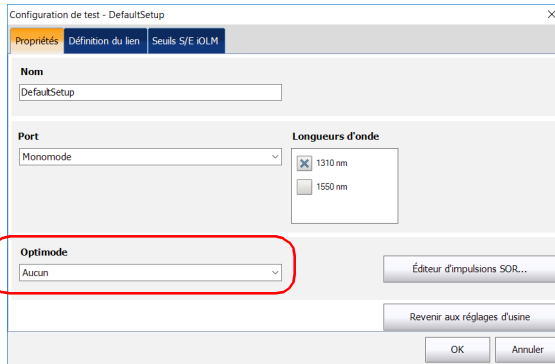 Configuration de test - DefaultSetup
Propriétés Définition du lien Seuils S/E iOLM
Nom
DefaultSetup
Port
Monomode
Longueurs d'onde
1310 nm
1550 nm
Optimode
Aucun
Éditeur d'impulsions SOR...
Revenir aux réglages d'usine
OK Annuler